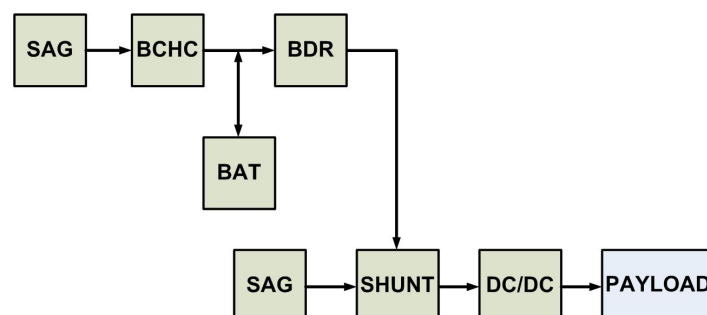 SAG
BCHC
BDR
BAT
SAG
SHUNT
DC/DC
PAYLOAD